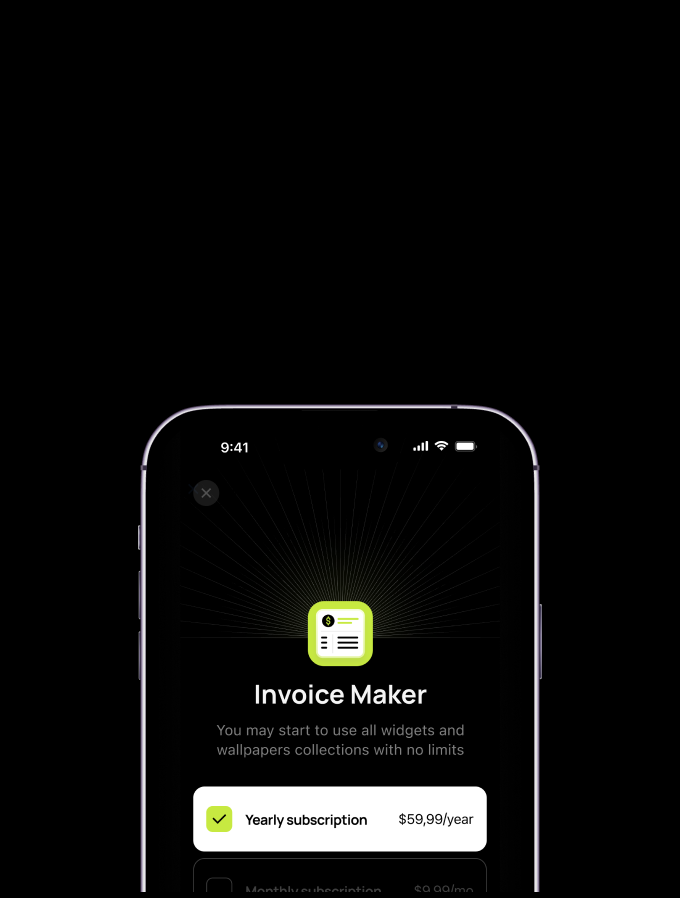 9:41
$
Invoice Maker
You may start to use all widgets and
wallpapers collections with no limits
Yearly subscription $59,99/year
Monthly subscription $9,99/mo